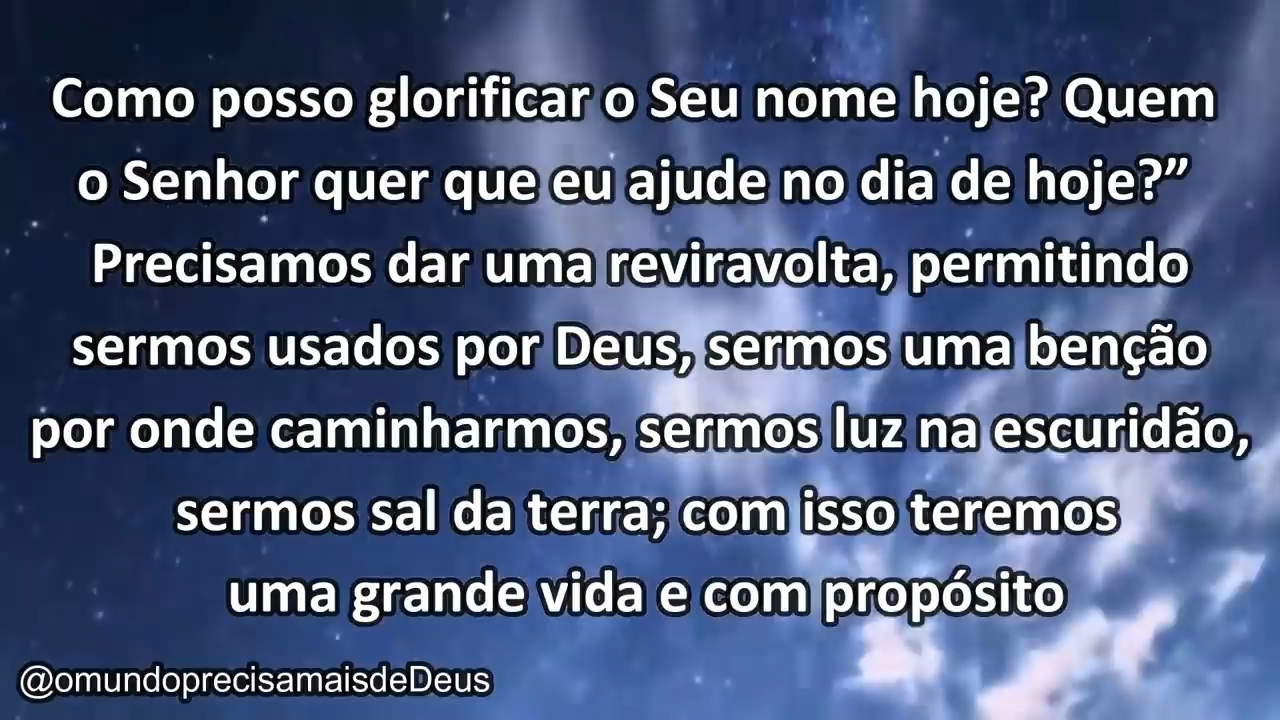 Como posso glorificar o Seu nome hoje? Quem
o Senhor quer que eu ajude no dia de hoje?”
Precisamos dar uma reviravolta, permitindo
sermos usados por Deus, sermos uma benção
por onde caminharmos, sermos luz na escuridão,
sermos sal da terra; com isso teremos
uma grande vida e com propósito
@omundoprecisamaisdeDeus